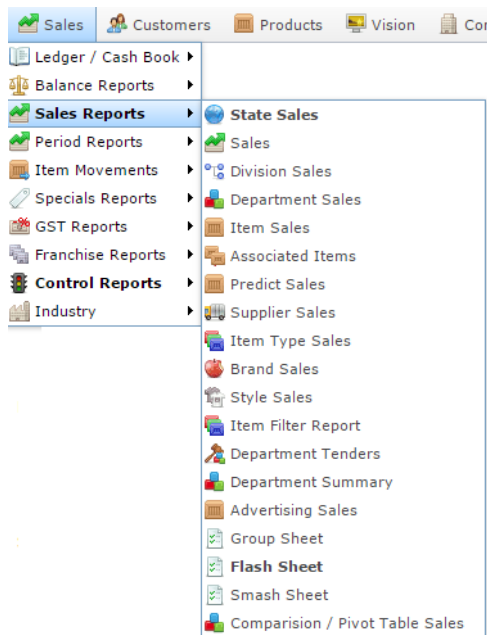 Sales Customers Products Vision
Ledger / Cash Book
Balance Reports
Sales Reports
Period Reports
Item Movements
Specials Reports
GST Reports
Franchise Reports
Control Reports
Industry
State Sales
Sales
Division Sales
Department Sales
Item Sales
Associated Items
Predict Sales
Supplier Sales
Item Type Sales
Brand Sales
Style Sales
Item Filter Report
Department Tenders
Department Summary
Advertising Sales
Group Sheet
Flash Sheet
Smash Sheet
Comparision / Pivot Table Sales